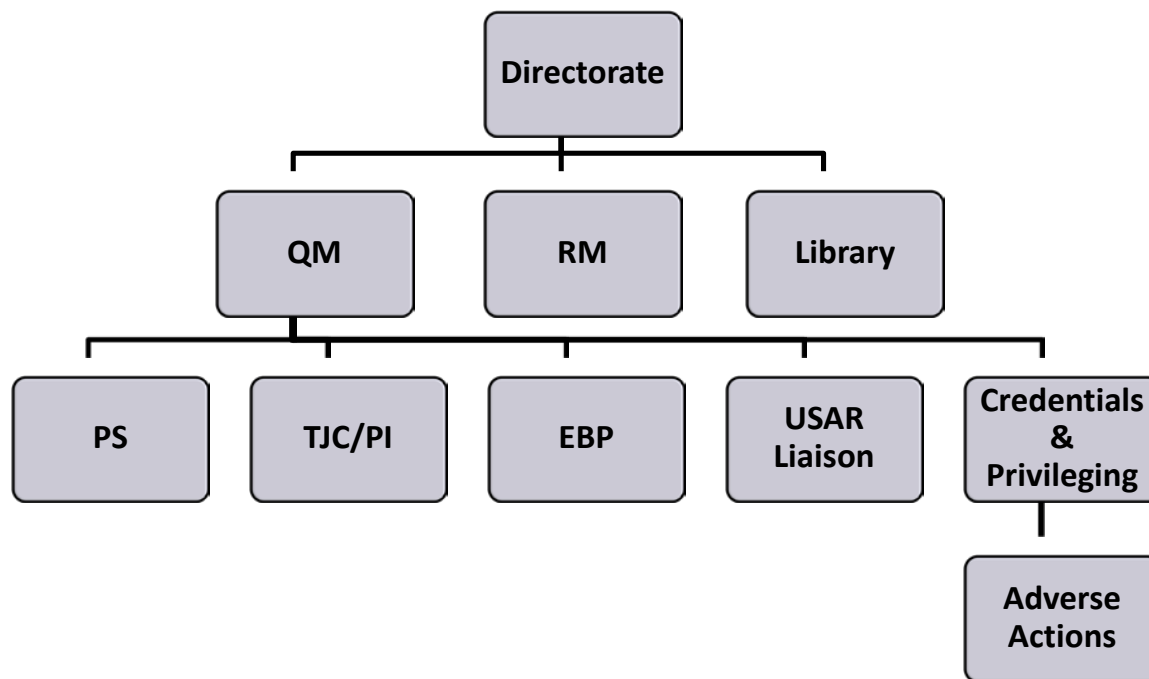 Directorate
QM
RM
Library
PS
TJC/PI
EBP
USAR
Liaison
Credentials
&
Privileging
Adverse
Actions